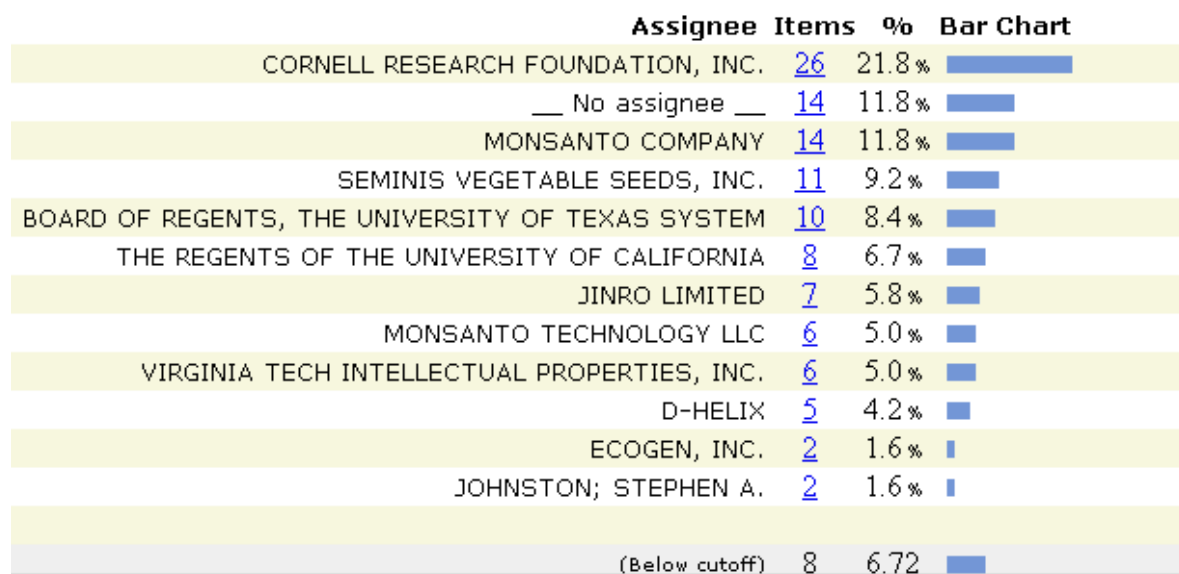 Assignee Items % Bar Chart
CORNELL RESEARCH FOUNDATION, INC. 26 21.8 %
__ No assignee __ 14 11.8 %
MONSANTO COMPANY 14 11.8 %
SEMINIS VEGETABLE SEEDS, INC. 11 9.2 %
BOARD OF REGENTS, THE UNIVERSITY OF TEXAS SYSTEM 10 8.4 %
THE REGENTS OF THE UNIVERSITY OF CALIFORNIA 8 6.7 %
JINRO LIMITED 7 5.8 %
MONSANTO TECHNOLOGY LLC 6 5.0 %
VIRGINIA TECH INTELLECTUAL PROPERTIES, INC. 6 5.0 %
D-HELIX 5 4.2 %
ECOGEN, INC. 2 1.6 %
JOHNSTON; STEPHEN A. 2 1.6 %
(Below cutoff) 8 6.72